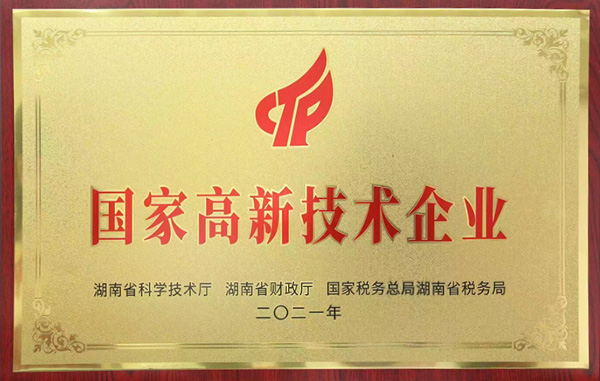 CTP
国家高新技术企业
湖南省科学技术厅 湖南省财政厅 国家税务总局湖南省税务局
二〇二一年